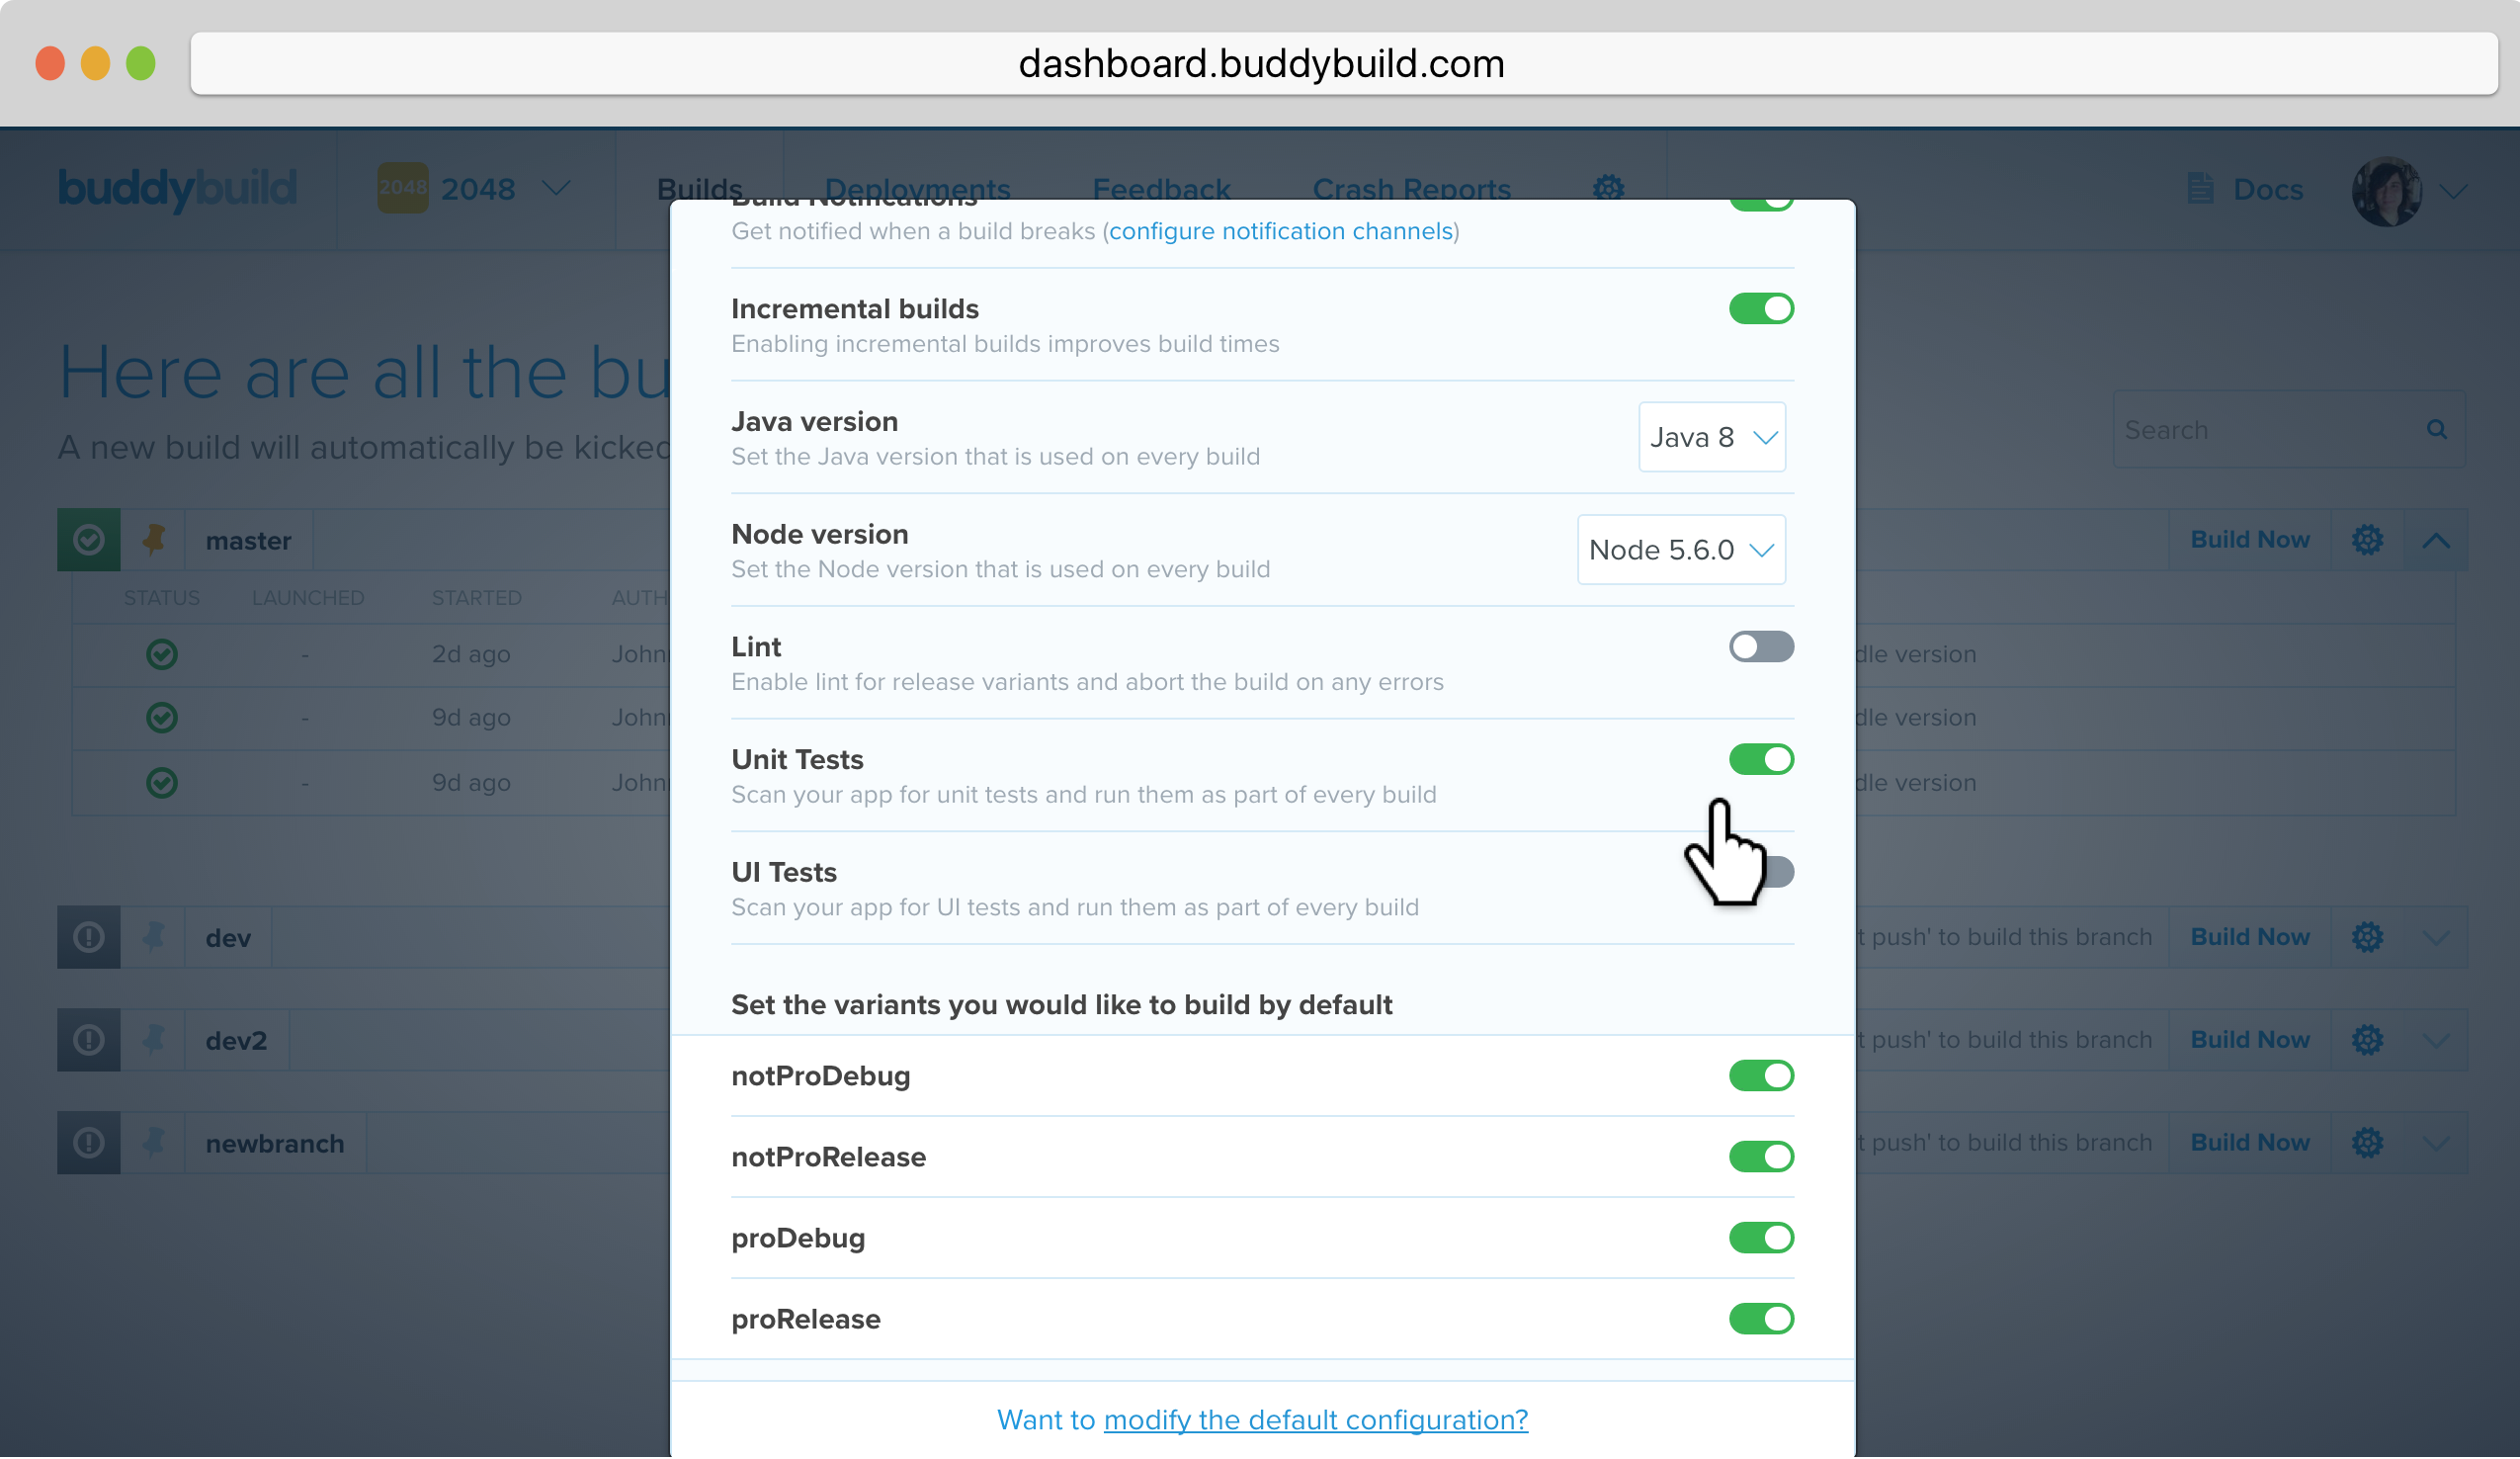 dashboard.buddybuild.com
buddybuild
2048 2048
Builds
Deployments
Feedback
Crash Reports
Docs
Here are all the bu
A new build will automatically be kicked
Search
Build Notifications
Get notified when a build breaks (configure notification channels)
Incremental builds
Enabling incremental builds improves build times
Java version
Set the Java version that is used on every build
Java 8
Node version
Set the Node version that is used on every build
Node 5.6.0
Lint
Enable lint for release variants and abort the build on any errors
Unit Tests
Scan your app for unit tests and run them as part of every build
UI Tests
Scan your app for UI tests and run them as part of every build
Set the variants you would like to build by default
notProDebug
notProRelease
proDebug
proRelease
Want to modify the default configuration?
master
Build Now
STATUS LAUNCHED STARTED AUTH
- 2d ago John dle version
- 9d ago John dle version
- 9d ago John dle version
dev
t push' to build this branch Build Now
dev2
t push' to build this branch Build Now
newbranch
t push' to build this branch Build Now